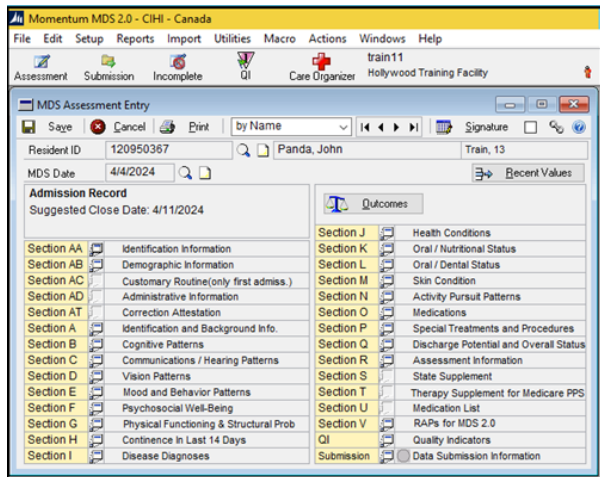 Momentum MDS 2.0 - CIHI - Canada
File Edit Setup Reports Import Utilities Macro Actions Windows Help
Assessment Submission Incomplete QI Care Organizer train11
Hollywood Training Facility
MDS Assessment Entry
Save Cancel Print by Name Signature
Resident ID 120950367 Panda, John Train, 13
MDS Date 4/4/2024 Recent Values
Admission Record
Suggested Close Date: 4/11/2024
Outcomes
Section AA Identification Information
Section AB Demographic Information
Section AC Customary Routine(only first admiss.)
Section AD Administrative Information
Section AT Correction Attestation
Section A Identification and Background Info.
Section B Cognitive Patterns
Section C Communications / Hearing Patterns
Section D Vision Patterns
Section E Mood and Behavior Patterns
Section F Psychosocial Well-Being
Section G Physical Functioning & Structural Prob
Section H Continence In Last 14 Days
Section I Disease Diagnoses
Section J Health Conditions
Section K Oral / Nutritional Status
Section L Oral / Dental Status
Section M Skin Condition
Section N Activity Pursuit Patterns
Section O Medications
Section P Special Treatments and Procedures
Section Q Discharge Potential and Overall Status
Section R Assessment Information
Section S State Supplement
Section T Therapy Supplement for Medicare PPS
Section U Medication List
Section V RAPs for MDS 2.0
QI Quality Indicators
Submission Data Submission Information